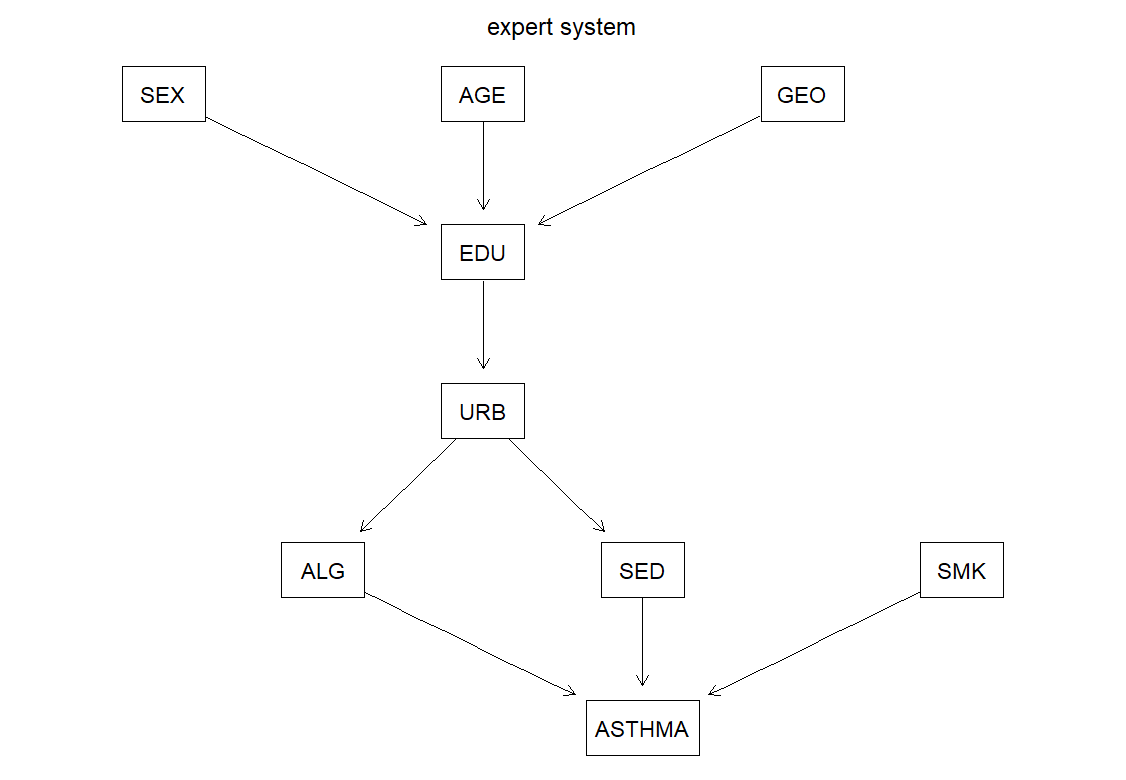 expert system
SEX
AGE
GEO
EDU
URB
ALG
SED
SMK
ASTHMA